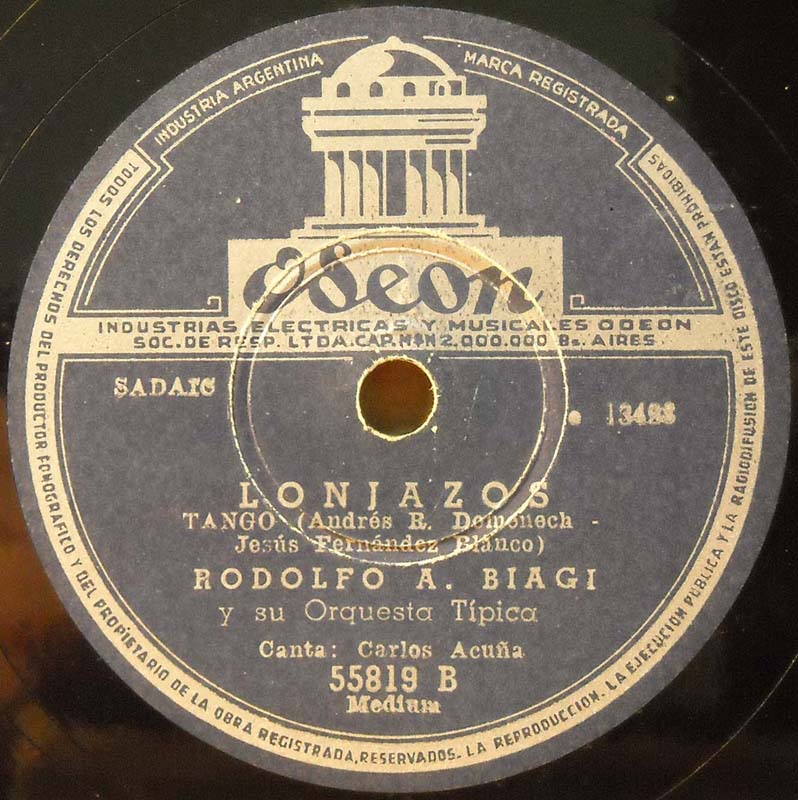 INDUSTRIA ARGENTINA
MARCA REGISTRADA
Odeon
INDUSTRIAS ELECTRICAS Y MUSICALES ODEON
SOC. DE RESP. LTDA. CAP. M$N 2.000.000 Bs. AIRES
SADAIC
LONJAZOS
TANGO (Andrés R. Domenech -
Jesús Fernández Blanco)
RODOLFO A. BIAGI
y su Orquesta Típica
Canta: Carlos Acuña
55819 B
Medium
TODOS LOS DERECHOS DEL PRODUCTOR FONOGRAFICO Y DEL PROPIETARIO DE LA OBRA REGISTRADA, RESERVADOS. LA REPRODUCCION, LA EJECUCION PUBLICA Y LA RADIODIFUSION DE ESTE DISCO ESTAN PROHIBIDAS